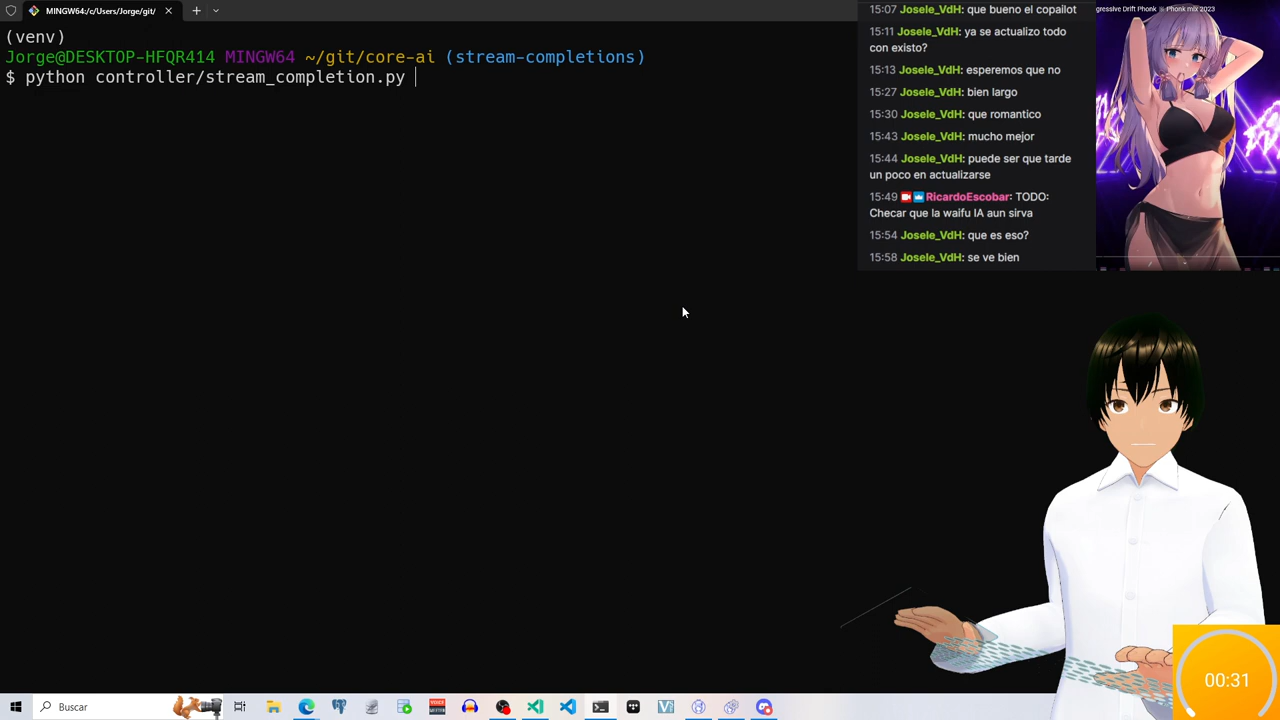 MINGW64:/c/Users/Jorge/git/
(venv)
Jorge@DESKTOP-HFQR414 MINGW64 ~/git/core-ai (stream-completions)
$ python controller/stream_completion.py
15:07 Josele_VdH: que bueno el copailot
15:11 Josele_VdH: ya se actualizo todo
con existo?
15:13 Josele_VdH: esperemos que no
15:27 Josele_VdH: bien largo
15:30 Josele_VdH: que romantico
15:43 Josele_VdH: mucho mejor
15:44 Josele_VdH: puede ser que tarde
un poco en actualizarse
15:49 RicardoEscobar: TODO:
Checar que la waifu IA aun sirva
15:54 Josele_VdH: que es eso?
15:58 Josele_VdH: se ve bien
gressive Drift Phonk Phonk mix 2023
00:31
Buscar